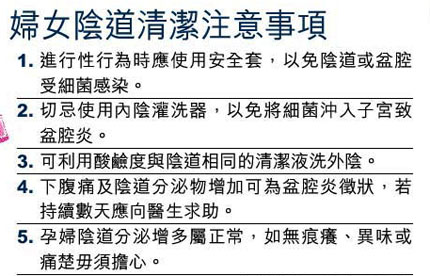 婦女陰道清潔注意事項
1. 進行性行為時應使用安全套，以免陰道或盆腔
受細菌感染。
2. 切忌使用內陰灌洗器，以免將細菌沖入子宮致
盆腔炎。
3. 可利用酸鹼度與陰道相同的清潔液洗外陰。
4. 下腹痛及陰道分泌物增加可為盆腔炎徵狀，若
持續數天應向醫生求助。
5. 孕婦陰道分泌增多屬正常，如無痕癢、異味或
痛楚毋須擔心。